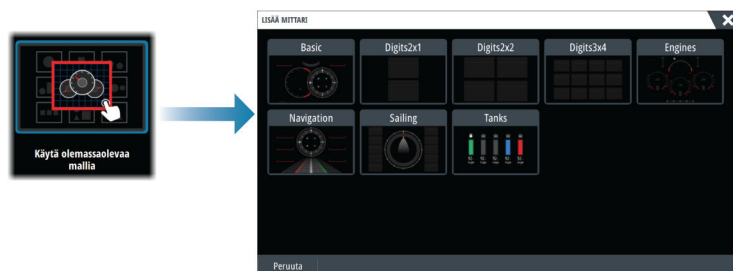 LISÄÄ MITTARI
Basic
Digits2x1
Digits2x2
Digits3x4
Engines
Navigation
Sailing
Tanks
Käytä olemassaolevaa
mallia
Peruuta